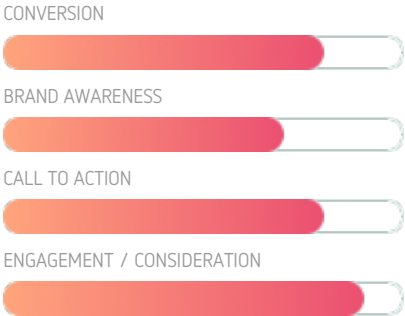 CONVERSION
BRAND AWARENESS
CALL TO ACTION
ENGAGEMENT / CONSIDERATION